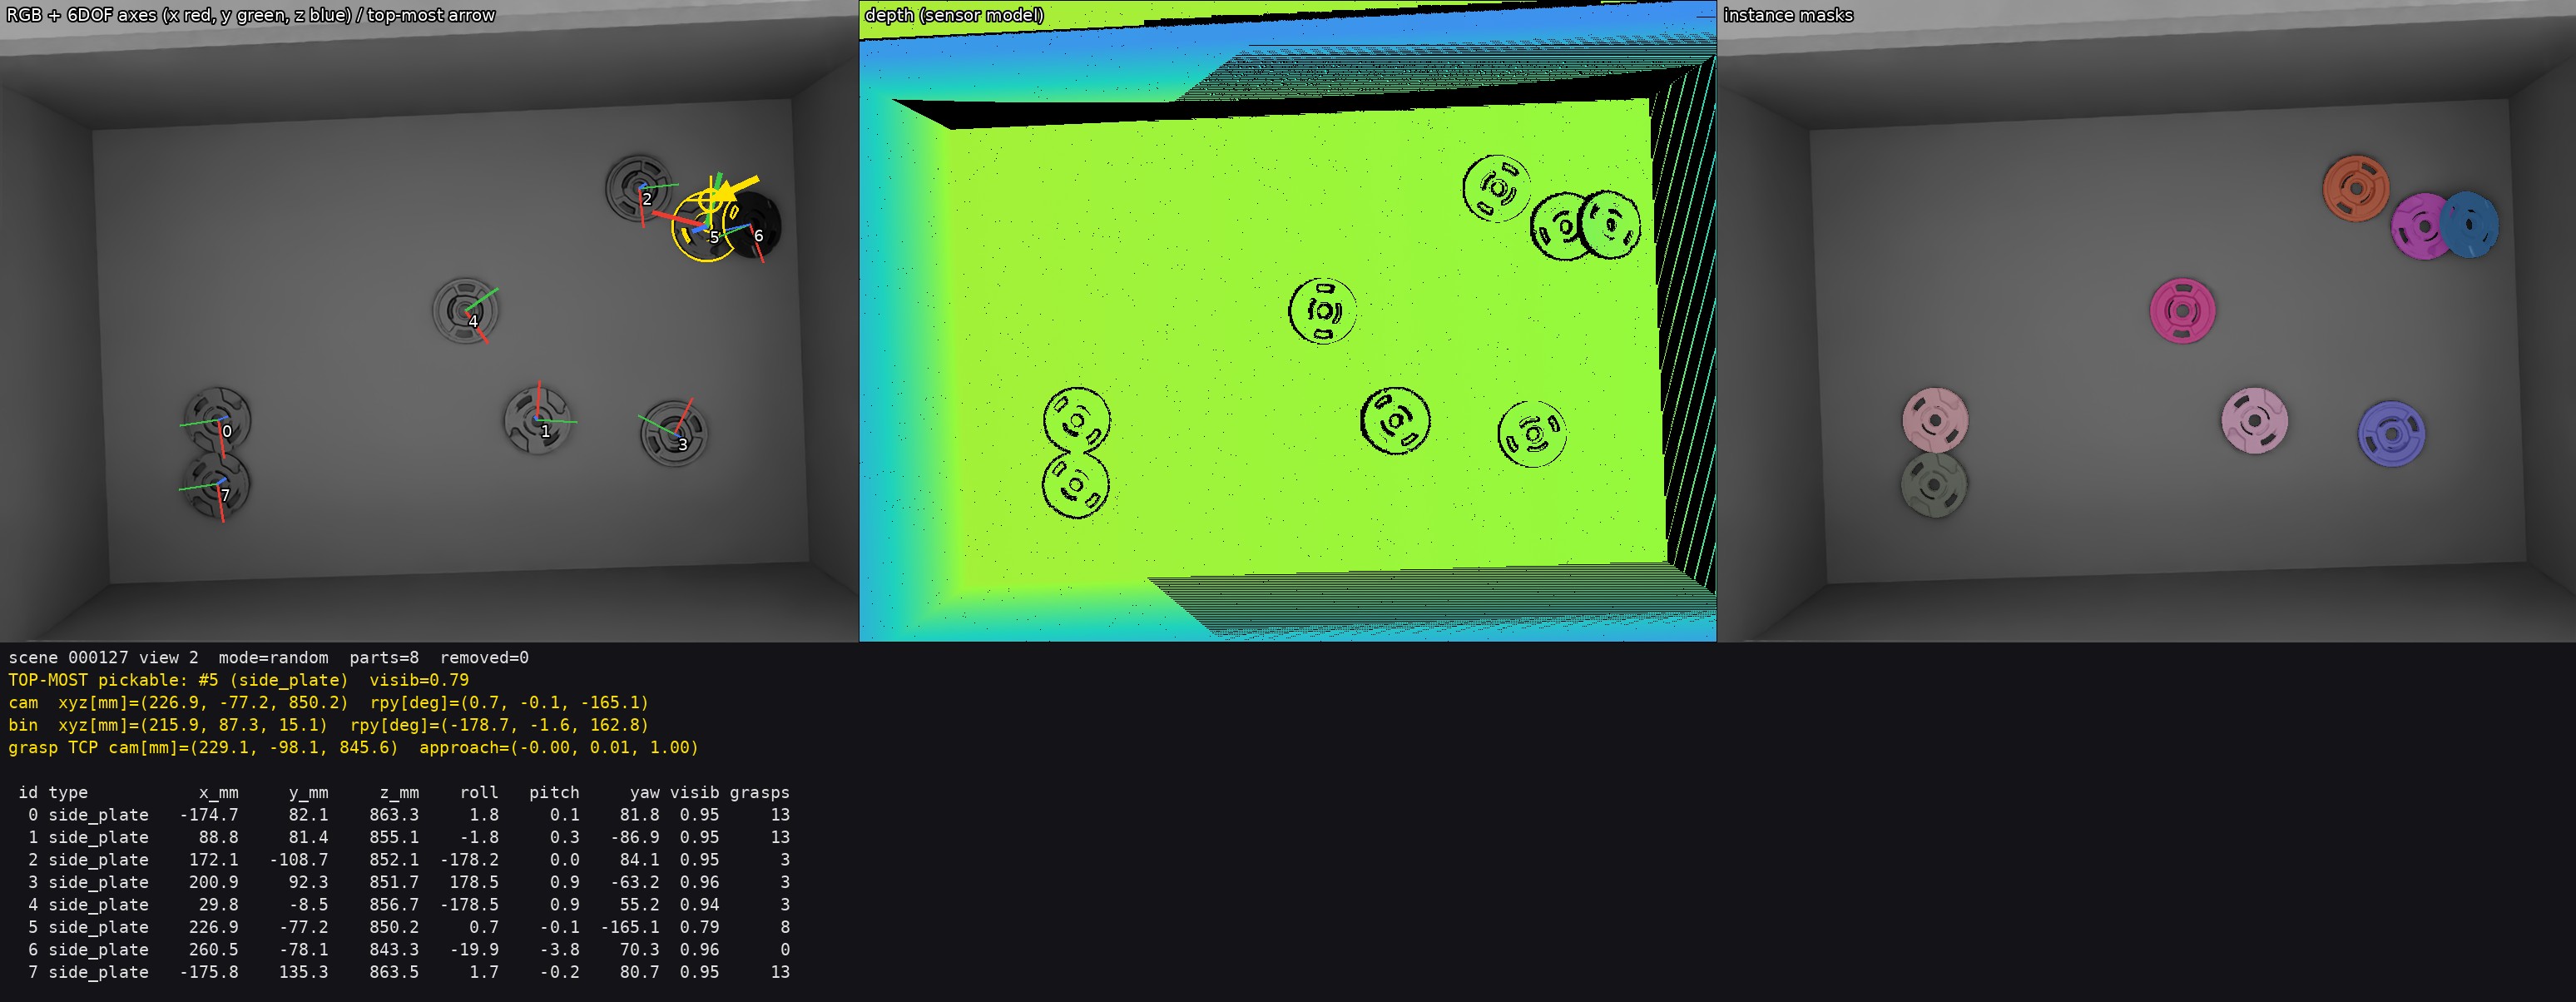 RGB + 6DOF axes (x red, y green, z blue) / top-most arrow
depth (sensor model)
instance masks
2
5
6
4
0
1
3
7
scene 000127 view 2  mode=random  parts=8  removed=0
TOP-MOST pickable: #5 (side_plate)  visib=0.79
cam  xyz[mm]=(226.9, -77.2, 850.2)  rpy[deg]=(0.7, -0.1, -165.1)
bin  xyz[mm]=(215.9, 87.3, 15.1)  rpy[deg]=(-178.7, -1.6, 162.8)
grasp TCP cam[mm]=(229.1, -98.1, 845.6)  approach=(-0.00, 0.01, 1.00)
id type x_mm y_mm z_mm roll pitch yaw visib grasps
0 side_plate -174.7 82.1 863.3 1.8 0.1 81.8 0.95 13
1 side_plate 88.8 81.4 855.1 -1.8 0.3 -86.9 0.95 13
2 side_plate 172.1 -108.7 852.1 -178.2 0.0 84.1 0.95 3
3 side_plate 200.9 92.3 851.7 178.5 0.9 -63.2 0.96 3
4 side_plate 29.8 -8.5 856.7 -178.5 0.9 55.2 0.94 3
5 side_plate 226.9 -77.2 850.2 0.7 -0.1 -165.1 0.79 8
6 side_plate 260.5 -78.1 843.3 -19.9 -3.8 70.3 0.96 0
7 side_plate -175.8 135.3 863.5 1.7 -0.2 80.7 0.95 13